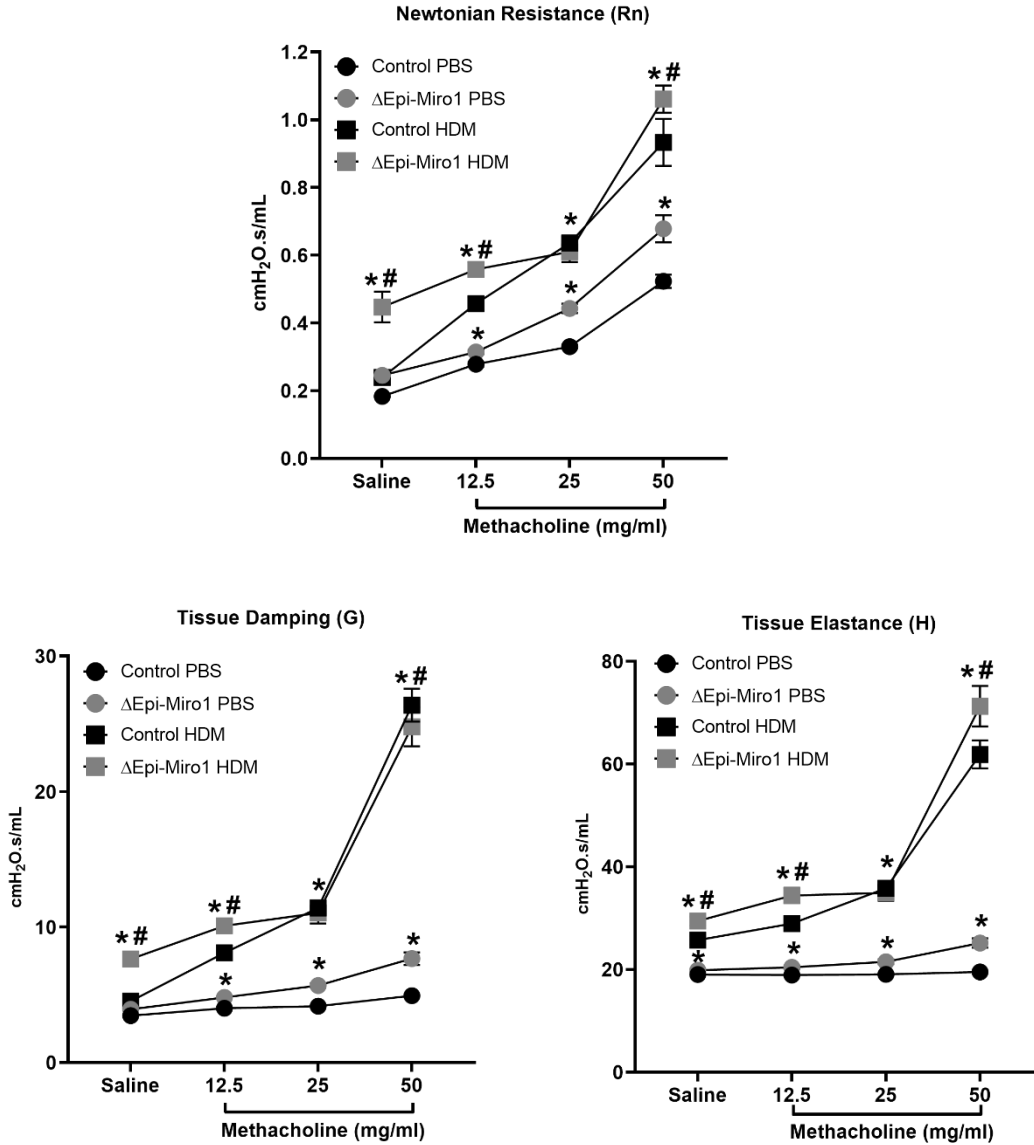 Newtonian Resistance (Rn)
1.2
1.0
0.8
0.6
0.4
0.2
0.0
cmH₂O.s/mL
Control PBS
ΔEpi-Miro1 PBS
Control HDM
ΔEpi-Miro1 HDM
*#
*#
*
*#
*
*
*
Saline 12.5 25 50
Methacholine (mg/ml)
Tissue Damping (G)
30
20
10
0
cmH₂O.s/mL
Control PBS
ΔEpi-Miro1 PBS
Control HDM
ΔEpi-Miro1 HDM
*#
*#
*
*#
*
*
*
Saline 12.5 25 50
Methacholine (mg/ml)
Tissue Elastance (H)
80
60
40
20
0
cmH₂O.s/mL
Control PBS
ΔEpi-Miro1 PBS
Control HDM
ΔEpi-Miro1 HDM
*#
*#
*
*#
*
*
*
*
Saline 12.5 25 50
Methacholine (mg/ml)